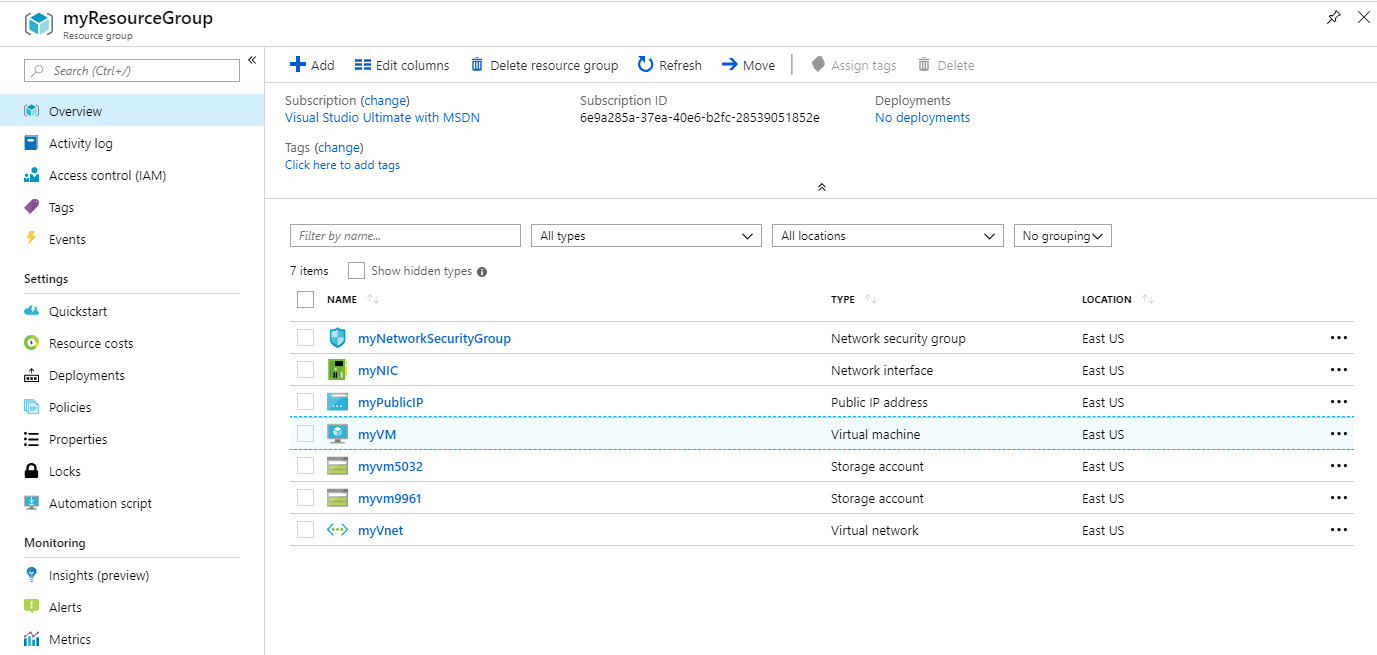 myResourceGroup
Resource group
Search (Ctrl+/)
Overview
Activity log
Access control (IAM)
Tags
Events
Settings
Quickstart
Resource costs
Deployments
Policies
Properties
Locks
Automation script
Monitoring
Insights (preview)
Alerts
Metrics
Add Edit columns Delete resource group Refresh Move Assign tags Delete
Subscription (change) Subscription ID Deployments
Visual Studio Ultimate with MSDN 6e9a285a-37ea-40e6-b2fc-28539051852e No deployments
Tags (change)
Click here to add tags
Filter by name... All types All locations No grouping
7 items Show hidden types
NAME TYPE LOCATION
myNetworkSecurityGroup Network security group East US
myNIC Network interface East US
myPublicIP Public IP address East US
myVM Virtual machine East US
myvm5032 Storage account East US
myvm9961 Storage account East US
myVnet Virtual network East US